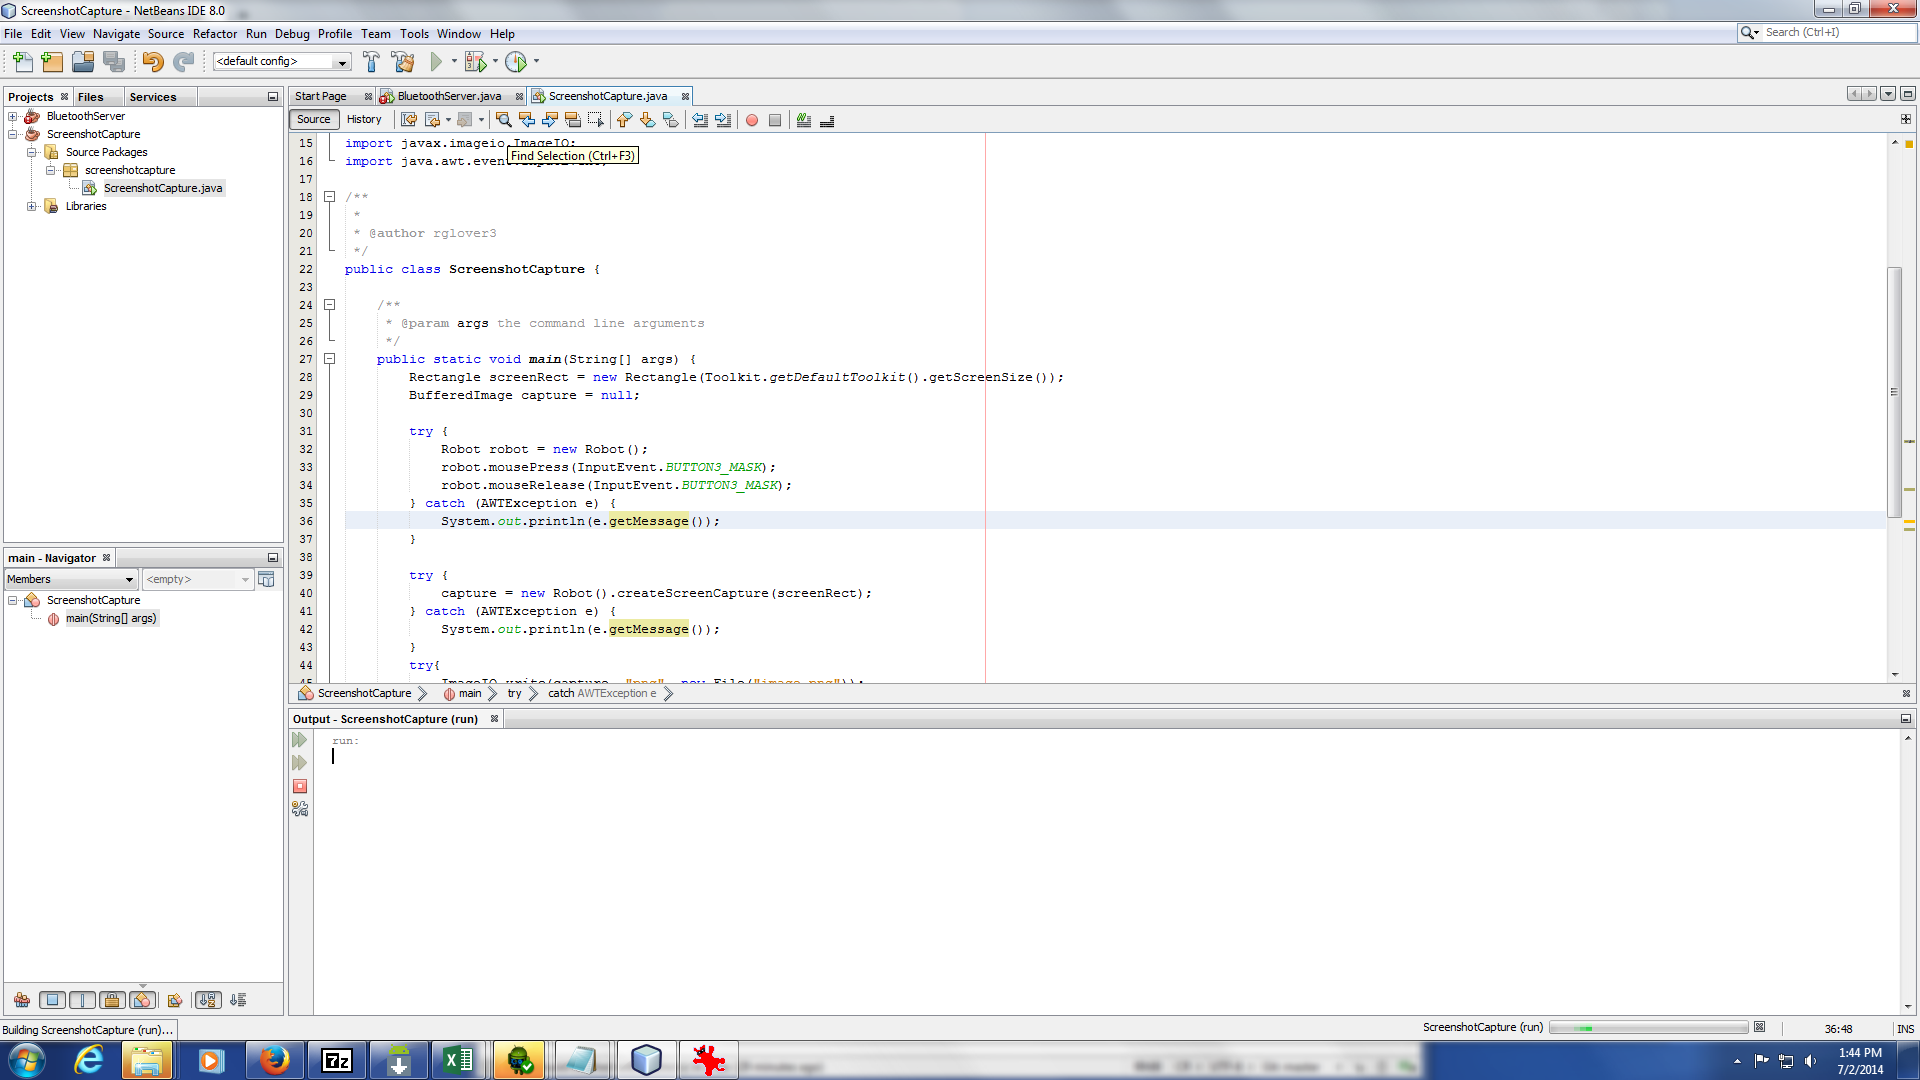 ScreenshotCapture - NetBeans IDE 8.0
File Edit View Navigate Source Refactor Run Debug Profile Team Tools Window Help
Search (Ctrl+I)
<default config>
Projects Files Services
BluetoothServer
ScreenshotCapture
Source Packages
screenshotcapture
ScreenshotCapture.java
Libraries
main - Navigator
Members <empty>
ScreenshotCapture
main(String[] args)
Start Page BluetoothServer.java ScreenshotCapture.java
Source History
15 import javax.imageio.ImageIO;
Find Selection (Ctrl+F3)
16 import java.awt.even
17
18 /**
19 *
20 * @author rglover3
21 */
22 public class ScreenshotCapture {
23
24 /**
25 * @param args the command line arguments
26 */
27 public static void main(String[] args) {
28 Rectangle screenRect = new Rectangle(Toolkit.getDefaultToolkit().getScreenSize());
29 BufferedImage capture = null;
30
31 try {
32 Robot robot = new Robot();
33 robot.mousePress(InputEvent.BUTTON3_MASK);
34 robot.mouseRelease(InputEvent.BUTTON3_MASK);
35 } catch (AWTException e) {
36 System.out.println(e.getMessage());
37 }
38
39 try {
40 capture = new Robot().createScreenCapture(screenRect);
41 } catch (AWTException e) {
42 System.out.println(e.getMessage());
43 }
44 try{
45 ImageIO.write(capture, "png", new File("image.png"));
ScreenshotCapture main try catch AWTException e
Output - ScreenshotCapture (run)
run:
Building ScreenshotCapture (run)...
ScreenshotCapture (run) 36:48 INS
7z
1:44 PM
7/2/2014